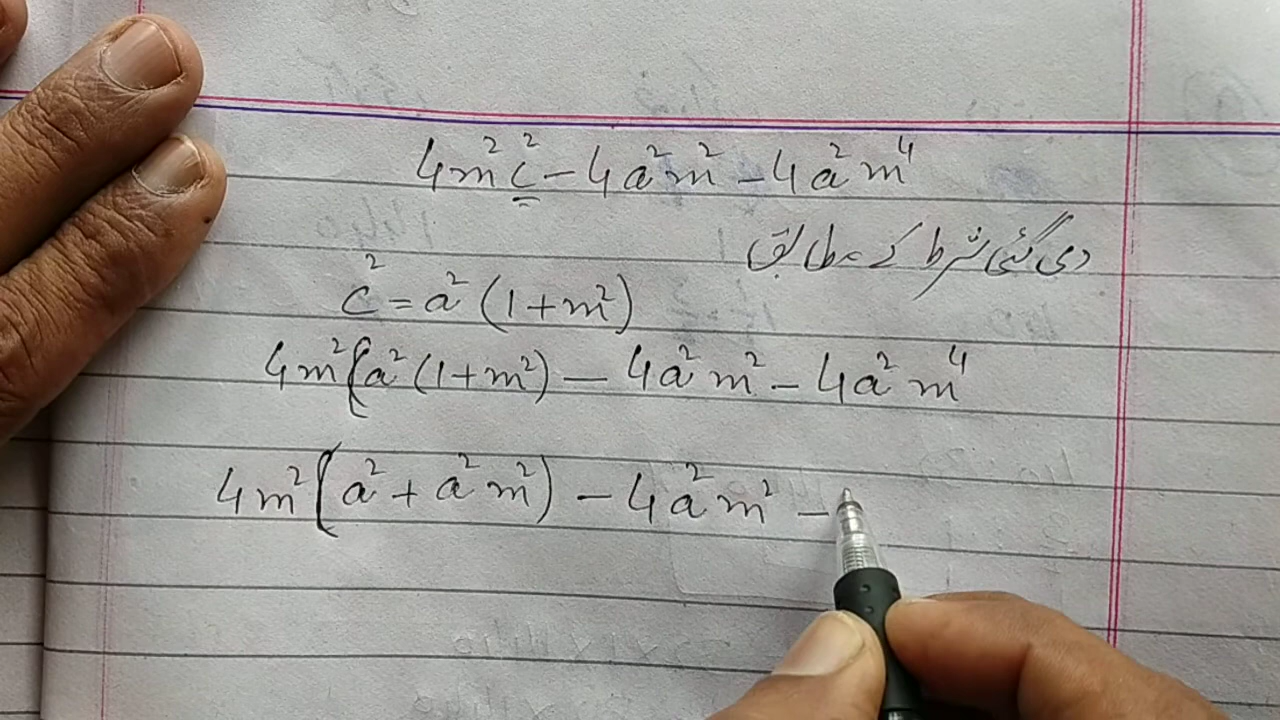 4m²c² - 4a²m² - 4a²m⁴
دی گئی شرط کے مطابق
c² = a² (1+m²)
4m²{a² (1+m²) - 4a²m² - 4a²m⁴
4m²(a² + a²m²) - 4a²m² -